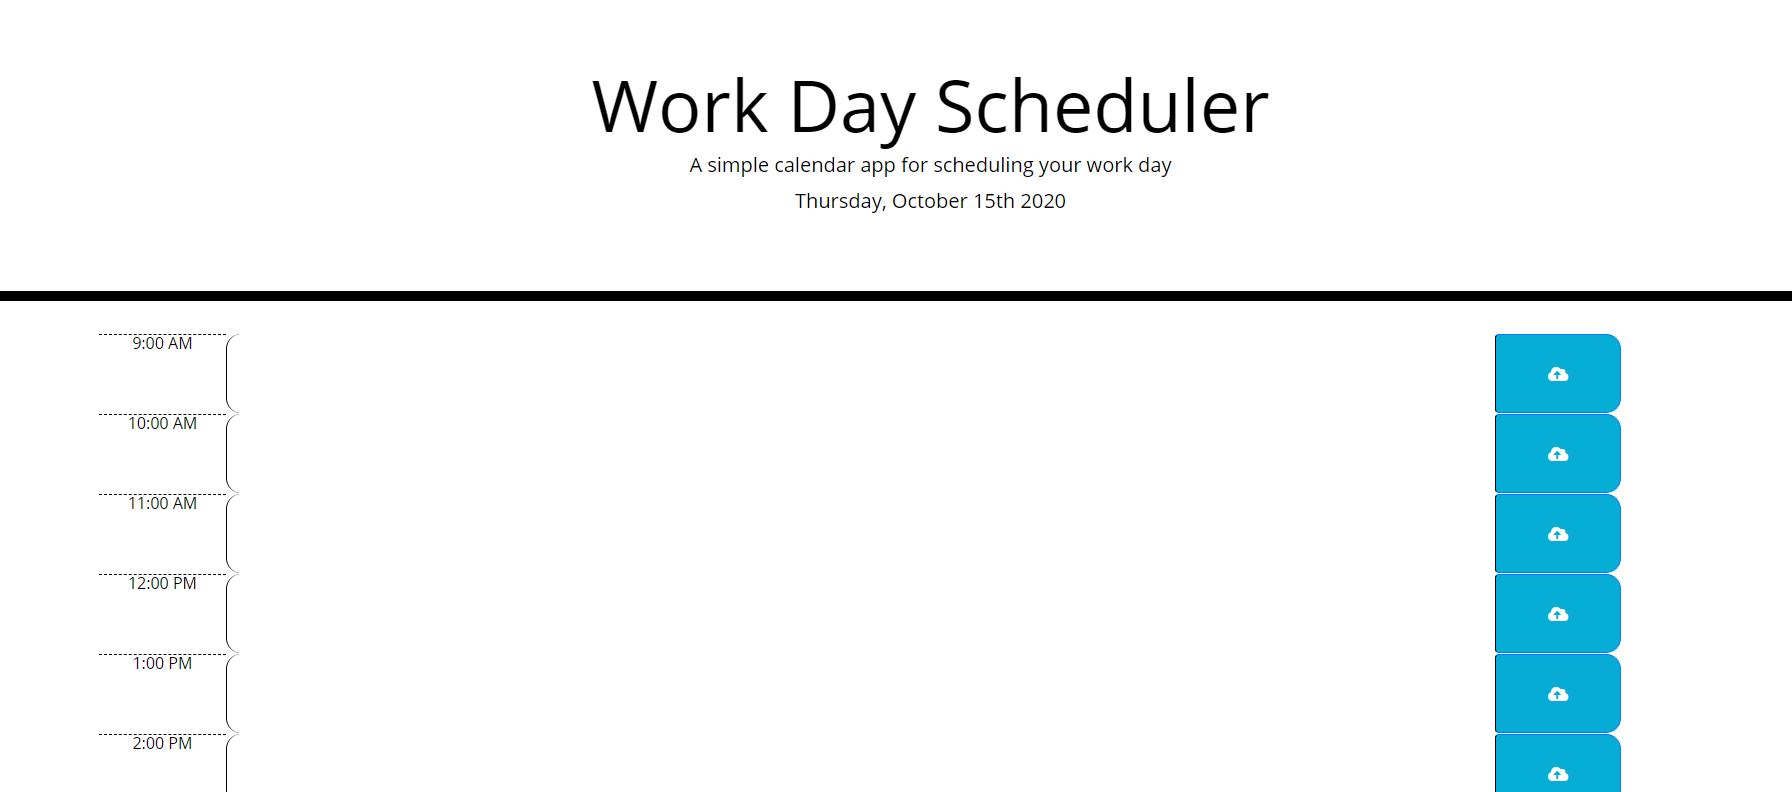 Work Day Scheduler
A simple calendar app for scheduling your work day
Thursday, October 15th 2020
9:00 AM
10:00 AM
11:00 AM
12:00 PM
1:00 PM
2:00 PM